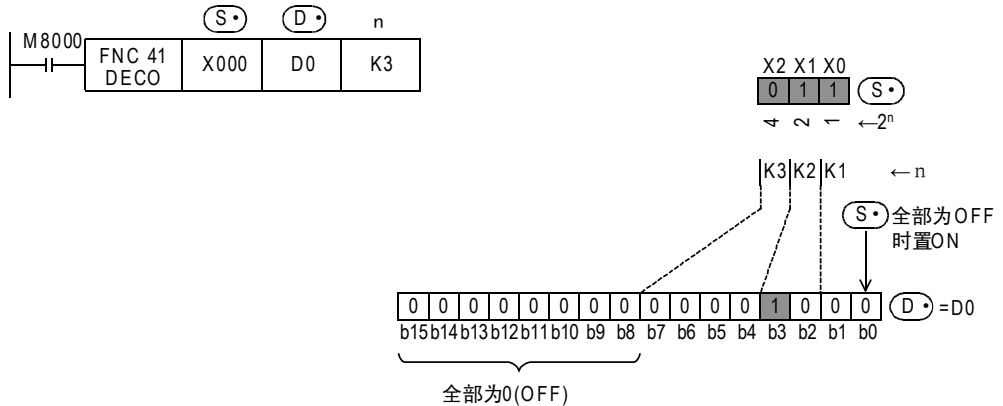 S· D· n
M8000
FNC 41 DECO X000 D0 K3
X2 X1 X0
0 1 1 S·
4 2 1 ←2ⁿ
K3 K2 K1 ←n
S· 全部为OFF
时置ON
0 0 0 0 0 0 0 0 0 0 0 0 1 0 0 0 D· =D0
b15 b14 b13 b12 b11 b10 b9 b8 b7 b6 b5 b4 b3 b2 b1 b0
全部为0(OFF)